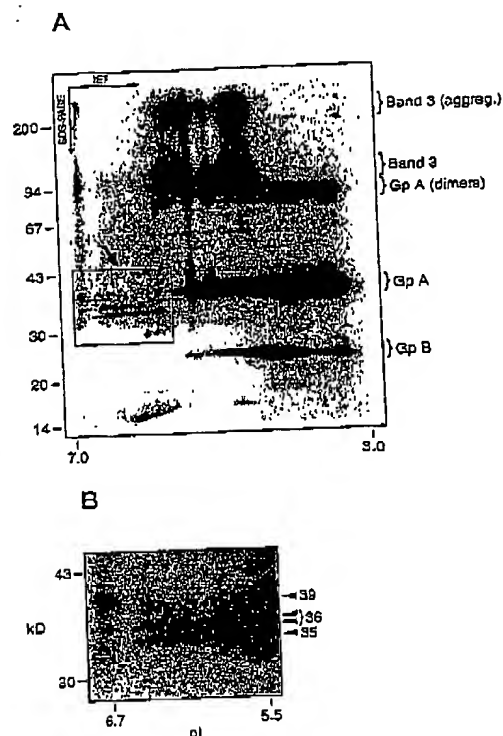 A
IEF
SDS-PAGE
200
94
67
43
30
20
14
7.0
3.0
Band 3 (aggreg.)
Band 3
Gp A (dimers)
Gp A
Gp B
B
43
kD
30
6.7
5.5
pI
39
36
35